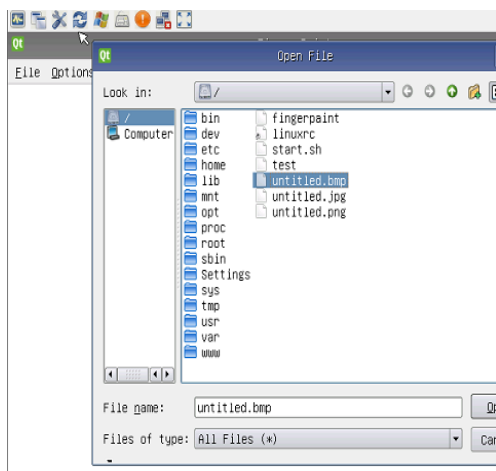 Qt
Qt Open File
File Options
Look in: /
/
Computer
bin
dev
etc
home
lib
mnt
opt
proc
root
sbin
Settings
sys
tmp
usr
var
www
fingerpaint
linuxrc
start.sh
test
untitled.bmp
untitled.jpg
untitled.png
File name: untitled.bmp
Files of type: All Files (*)